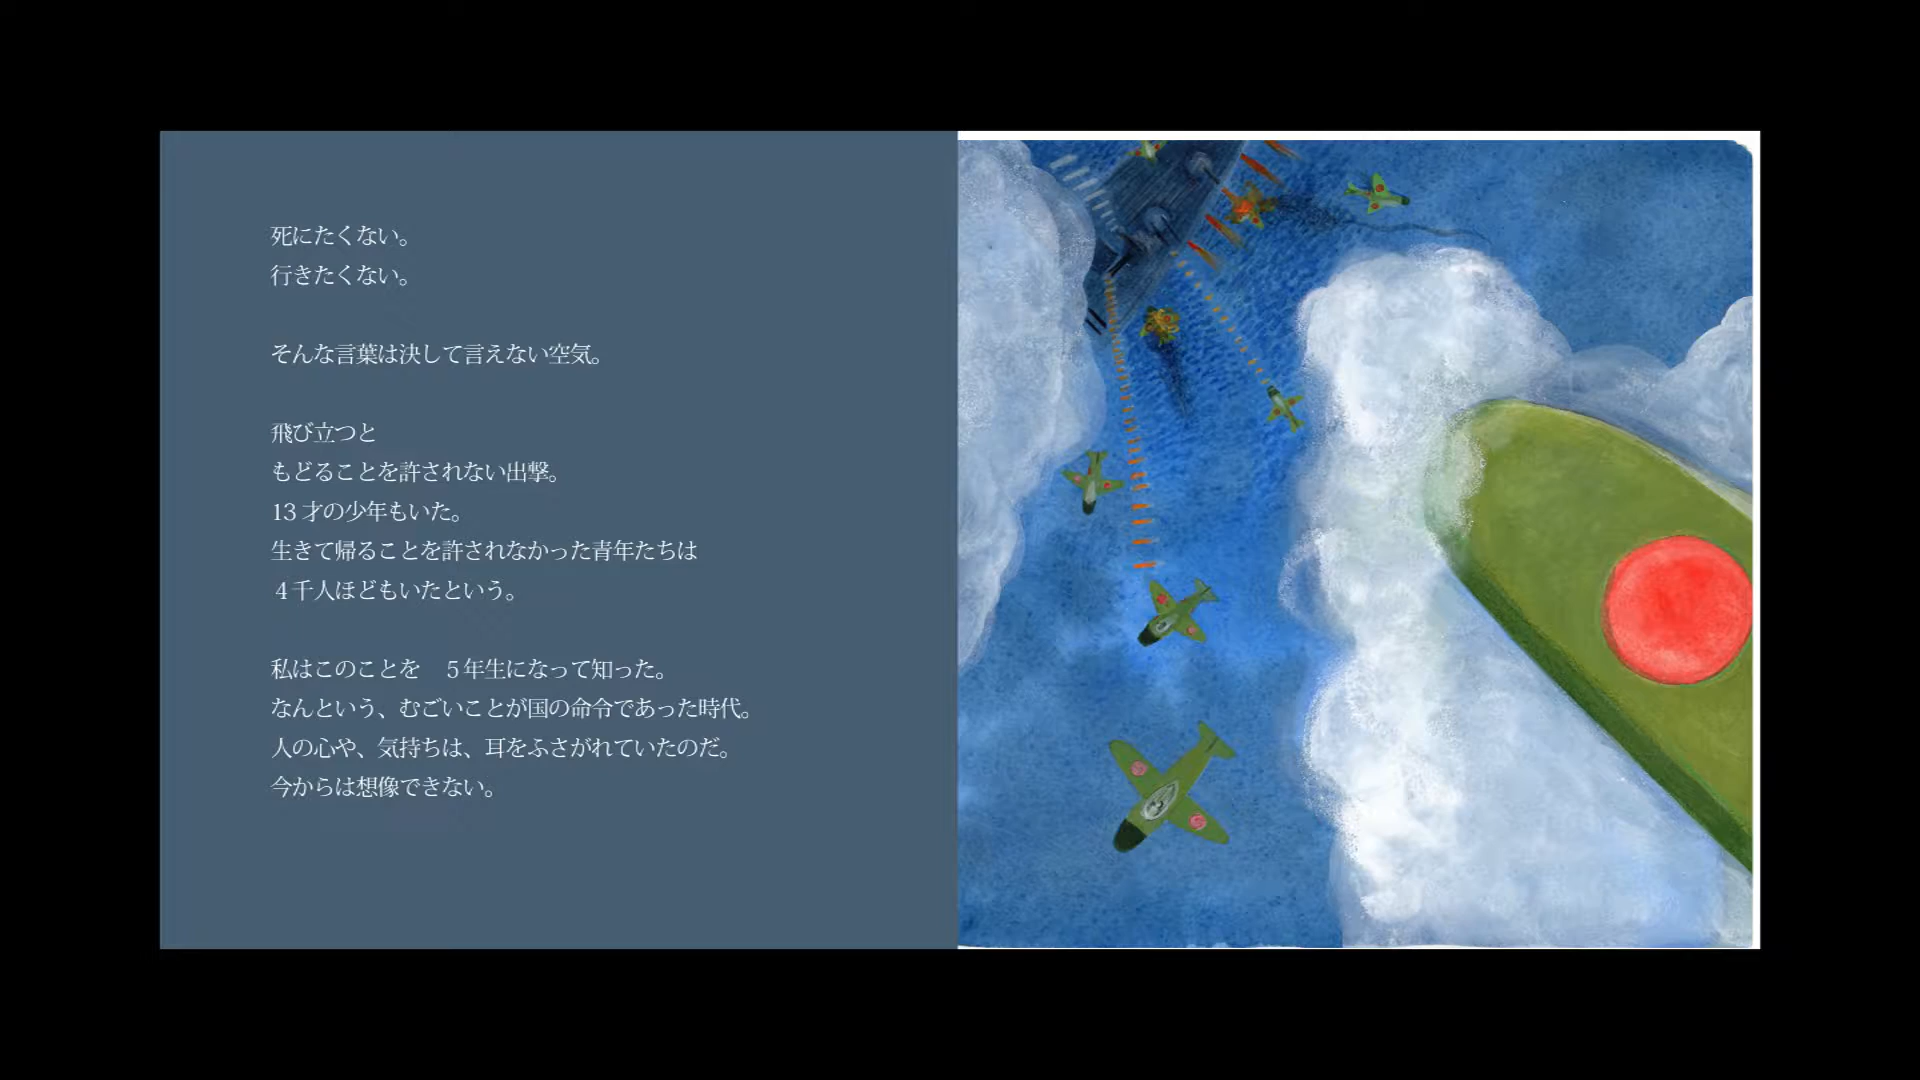 死にたくない。
行きたくない。
そんな言葉は決して言えない空気。
飛び立つと
もどることを許されない出撃。
13才の少年もいた。
生きて帰ることを許されなかった青年たちは
４千人ほどもいたという。
私はこのことを　５年生になって知った。
なんという、むごいことが国の命令であった時代。
人の心や、気持ちは、耳をふさがれていたのだ。
今からは想像できない。